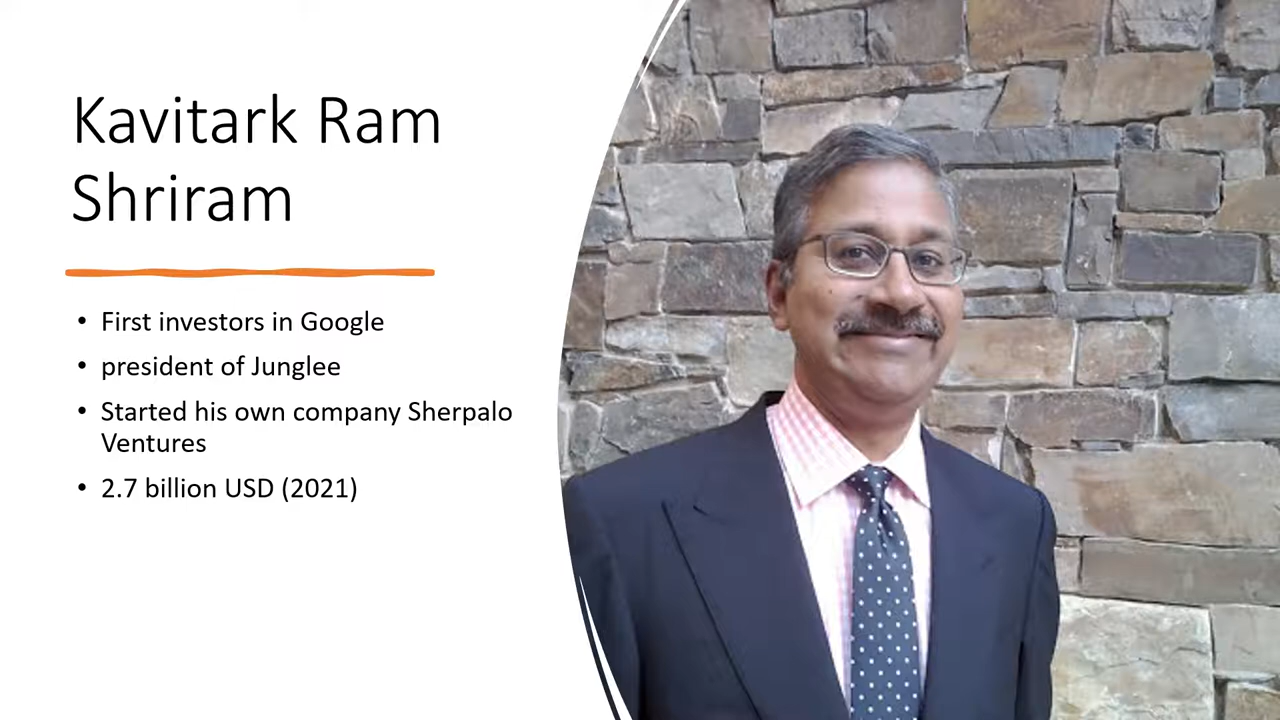 Kavitark Ram
Shriram
• First investors in Google
• president of Junglee
• Started his own company Sherpalo
Ventures
• 2.7 billion USD (2021)